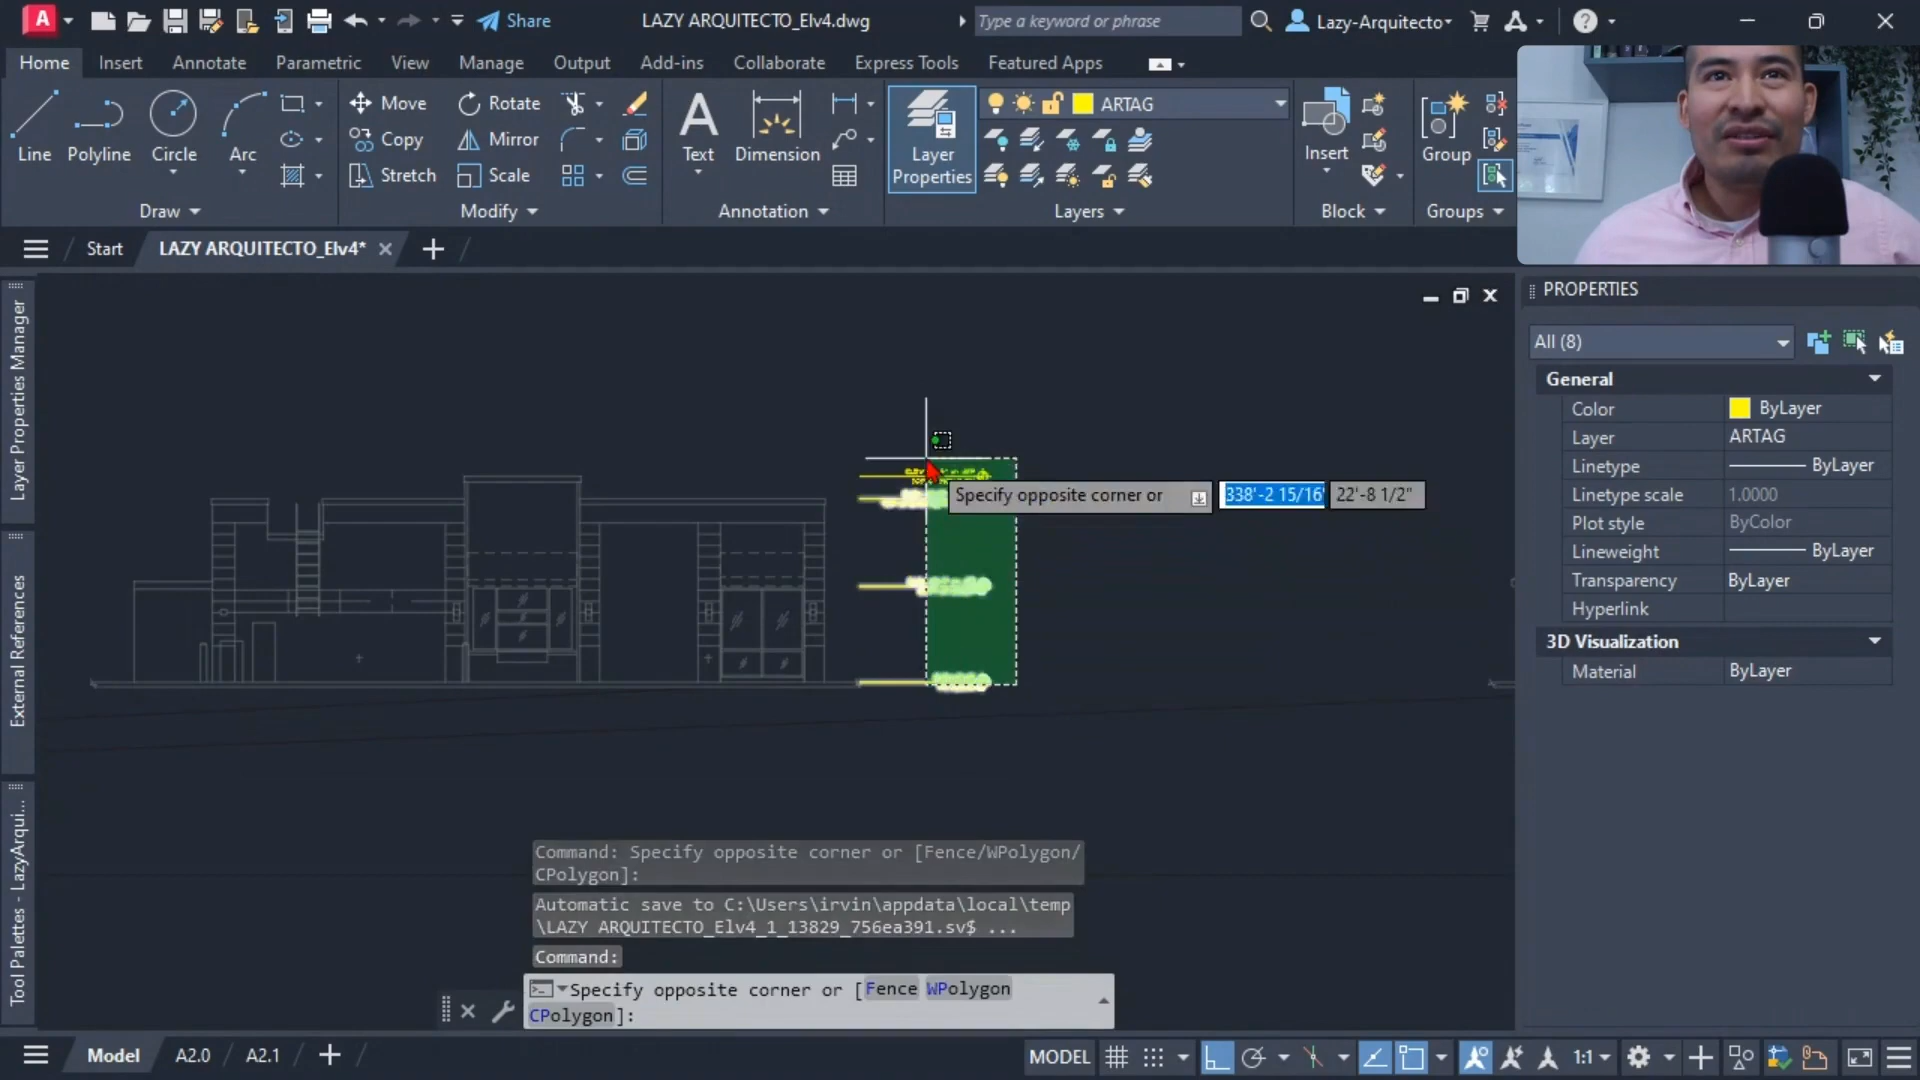 Share
LAZY ARQUITECTO_Elv4.dwg
Type a keyword or phrase
Lazy-Arquitecto
Home
Insert
Annotate
Parametric
View
Manage
Output
Add-ins
Collaborate
Express Tools
Featured Apps
Line
Polyline
Circle
Arc
Move
Copy
Stretch
Rotate
Mirror
Scale
Text
Dimension
Layer
Properties
ARTAG
Insert
Group
Draw
Modify
Annotation
Layers
Block
Groups
Start
LAZY ARQUITECTO_Elv4*
Layer Properties Manager
External References
Tool Palettes - LazyArqui...
Specify opposite corner or
338'-2 15/16"
22'-8 1/2"
PROPERTIES
All (8)
General
Color ByLayer
Layer ARTAG
Linetype ByLayer
Linetype scale 1.0000
Plot style ByColor
Lineweight ByLayer
Transparency ByLayer
Hyperlink
3D Visualization
Material ByLayer
Command: Specify opposite corner or [Fence/WPolygon/
CPolygon]:
Automatic save to C:\Users\irvin\appdata\local\temp
\LAZY ARQUITECTO_Elv4_1_13829_756ea391.sv$ ...
Command:
Specify opposite corner or [Fence WPolygon
CPolygon]:
Model
A2.0
A2.1
MODEL
1:1